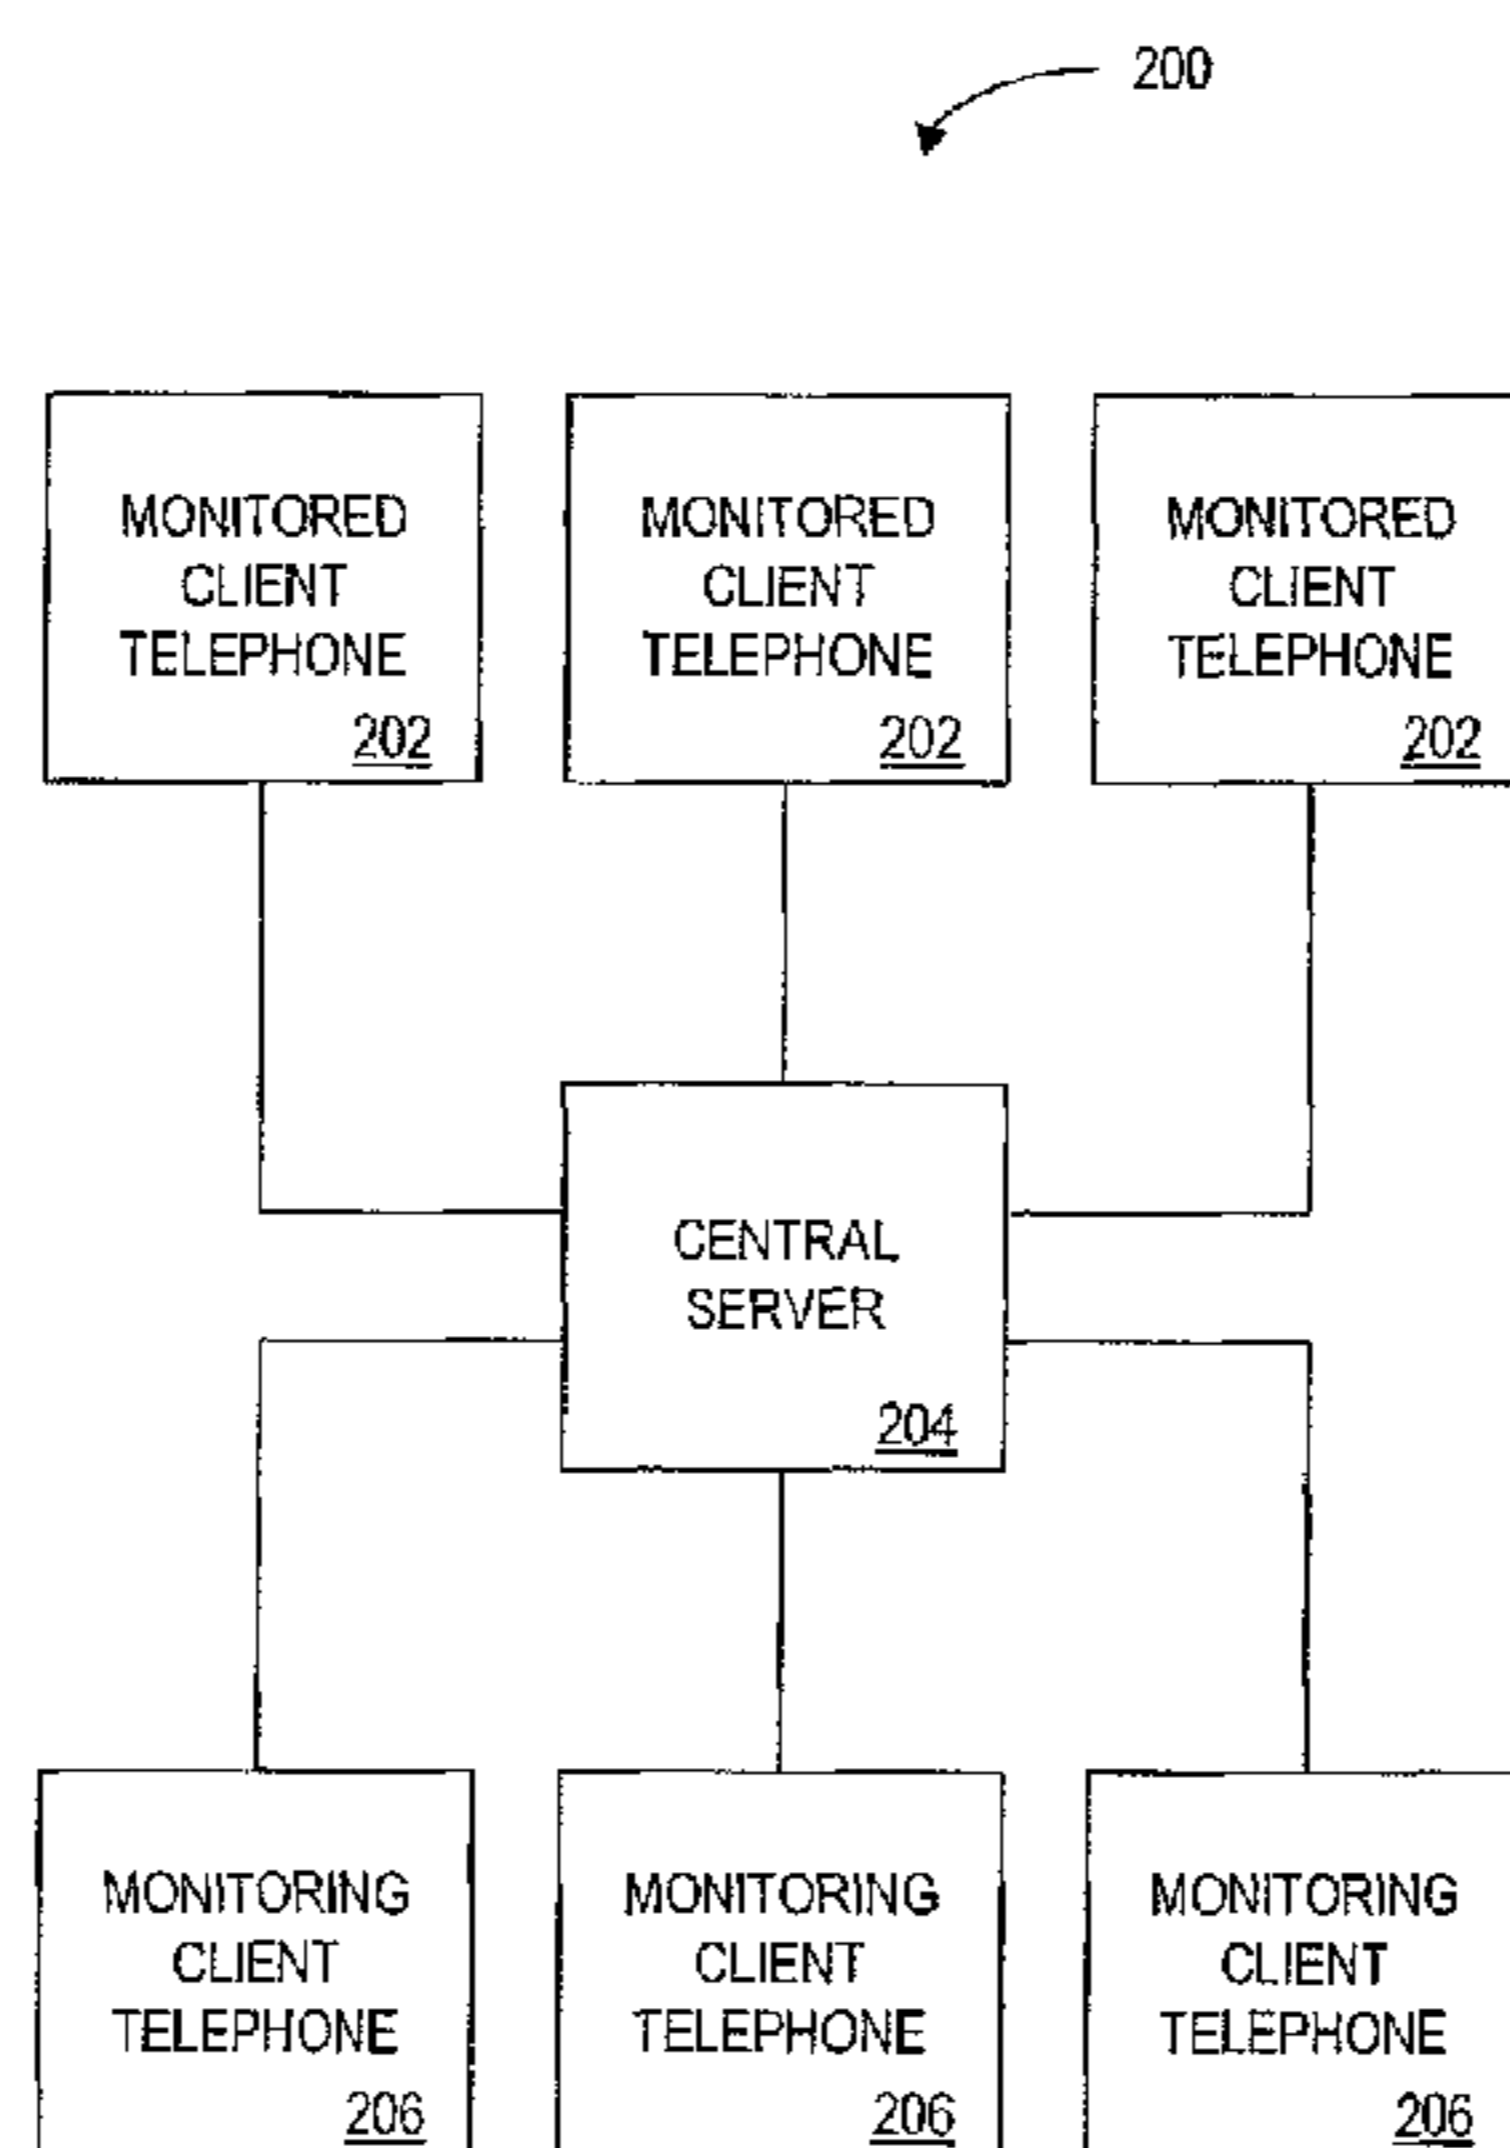 200
MONITORED
CLIENT
TELEPHONE
202
MONITORED
CLIENT
TELEPHONE
202
MONITORED
CLIENT
TELEPHONE
202
CENTRAL
SERVER
204
MONITORING
CLIENT
TELEPHONE
206
MONITORING
CLIENT
TELEPHONE
206
MONITORING
CLIENT
TELEPHONE
206